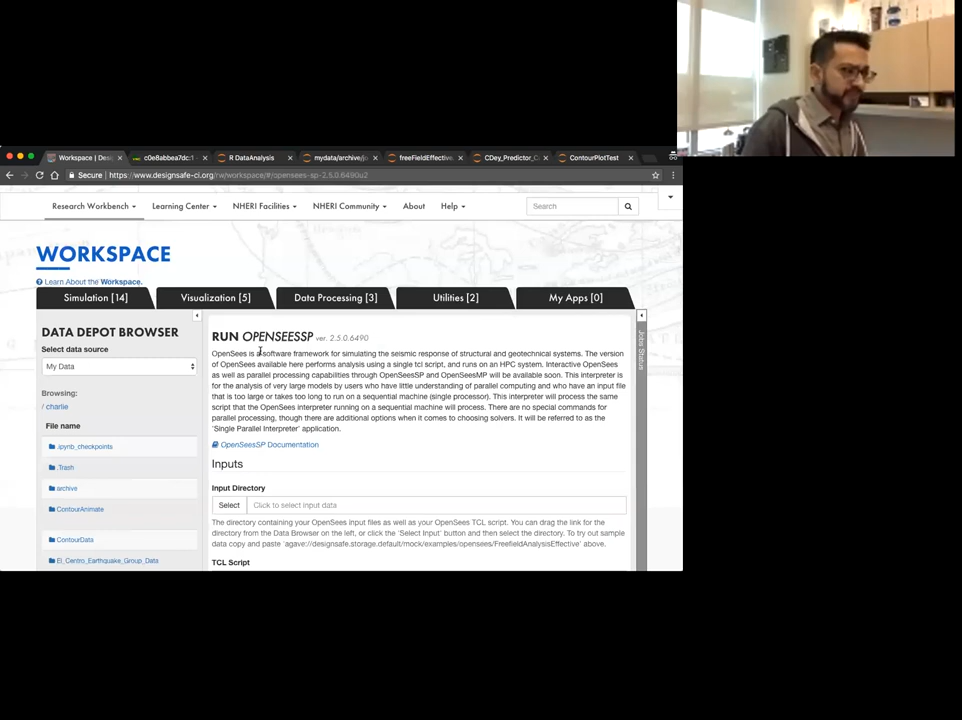 Workspace | Desi
c0e8abbea7dc:1
R DataAnalysis
mydata/archive/jo
freeFieldEffective
CDey_Predictor_C
ContourPlotTest
Secure | https://www.designsafe-ci.org/rw/workspace/#/opensees-sp-2.5.0.6490u2
Research Workbench
Learning Center
NHERI Facilities
NHERI Community
About
Help
Search
WORKSPACE
Learn About the Workspace.
Simulation [14]
Visualization [5]
Data Processing [3]
Utilities [2]
My Apps [0]
DATA DEPOT BROWSER
Select data source
My Data
Browsing:
/ charlie
File name
.ipynb_checkpoints
.Trash
archive
ContourAnimate
ContourData
El_Centro_Earthquake_Group_Data
RUN OPENSEESSP ver. 2.5.0.6490
OpenSees is a software framework for simulating the seismic response of structural and geotechnical systems. The version
of OpenSees available here performs analysis using a single tcl script, and runs on an HPC system. Interactive OpenSees
as well as parallel processing capabilities through OpenSeesSP and OpenSeesMP will be available soon. This interpreter is
for the analysis of very large models by users who have little understanding of parallel computing and who have an input file
that is too large or takes too long to run on a sequential machine (single processor). This interpreter will process the same
script that the OpenSees interpreter running on a sequential machine will process. There are no special commands for
parallel processing, though there are additional options when it comes to choosing solvers. It will be referred to as the
'Single Parallel Interpreter' application.
OpenSeesSP Documentation
Inputs
Input Directory
Select
Click to select input data
The directory containing your OpenSees input files as well as your OpenSees TCL script. You can drag the link for the
directory from the Data Browser on the left, or click the 'Select Input' button and then select the directory. To try out sample
data copy and paste 'agave://designsafe.storage.default/mock/examples/opensees/FreefieldAnalysisEffective' above.
TCL Script
Jobs Status